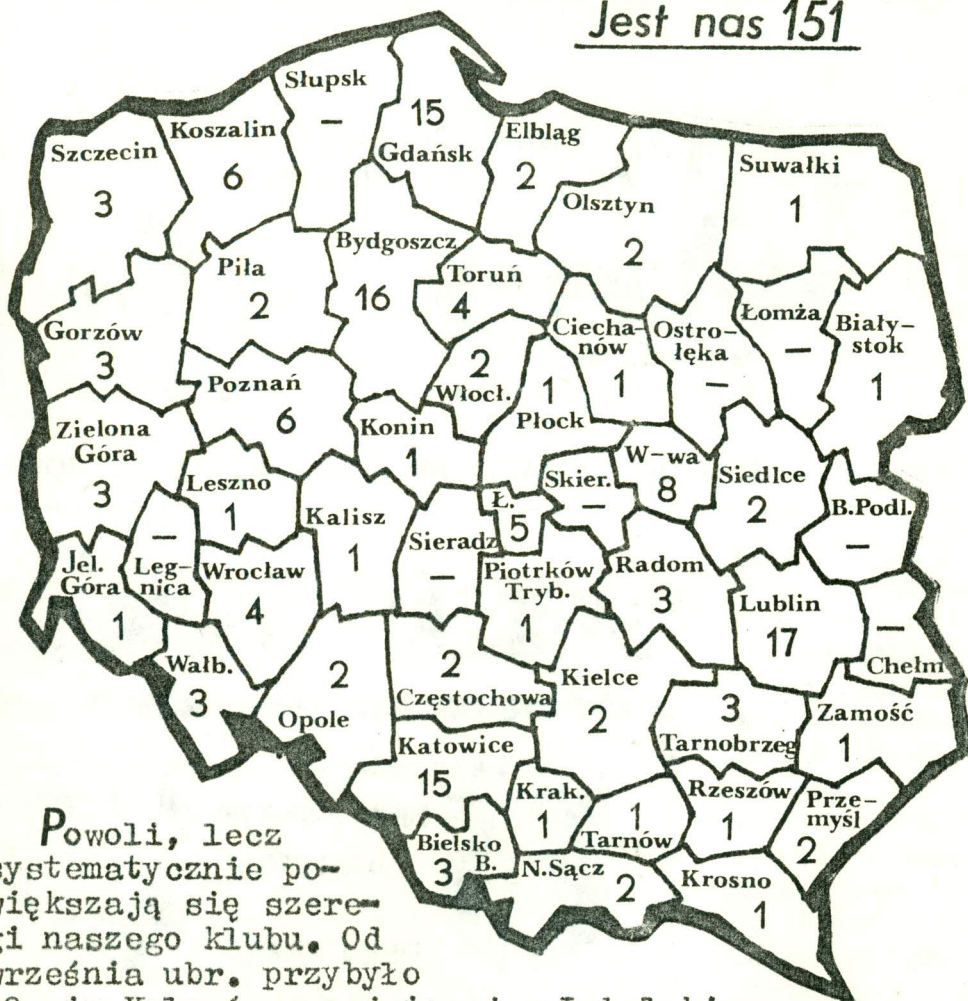 Jest nas 151
Słupsk
–
15
Gdańsk
Koszalin
6
Szczecin
3
Elbląg
2
Olsztyn
2
Suwałki
1
Piła
2
Bydgoszcz
16
Toruń
4
Gorzów
3
Ciecha-
nów
1
Ostro-
łęka
–
Łomża
–
Biały-
stok
1
Poznań
6
2
Włocł.
1
Płock
Zielona
Góra
3
Leszno
1
Konin
1
Skier.
–
W-wa
8
Siedlce
2
B.Podl.
–
Kalisz
1
Sieradz
–
Ł.
5
Jel.
Góra
1
–
Leg-
nica
Wrocław
4
Piotrków
Tryb.
1
Radom
3
Lublin
17
–
Chełm
Wałb.
3
2
Opole
2
Częstochowa
Kielce
2
3
Tarnobrzeg
Zamość
1
Katowice
15
Krak.
1
1
Tarnów
Rzeszów
1
Prze-
myśl
2
Bielsko
B.
3
N.Sącz
2
Krosno
1
Powoli, lecz
systematycznie po-
większają się szere-
gi naszego klubu. Od
września ubr. przybyło